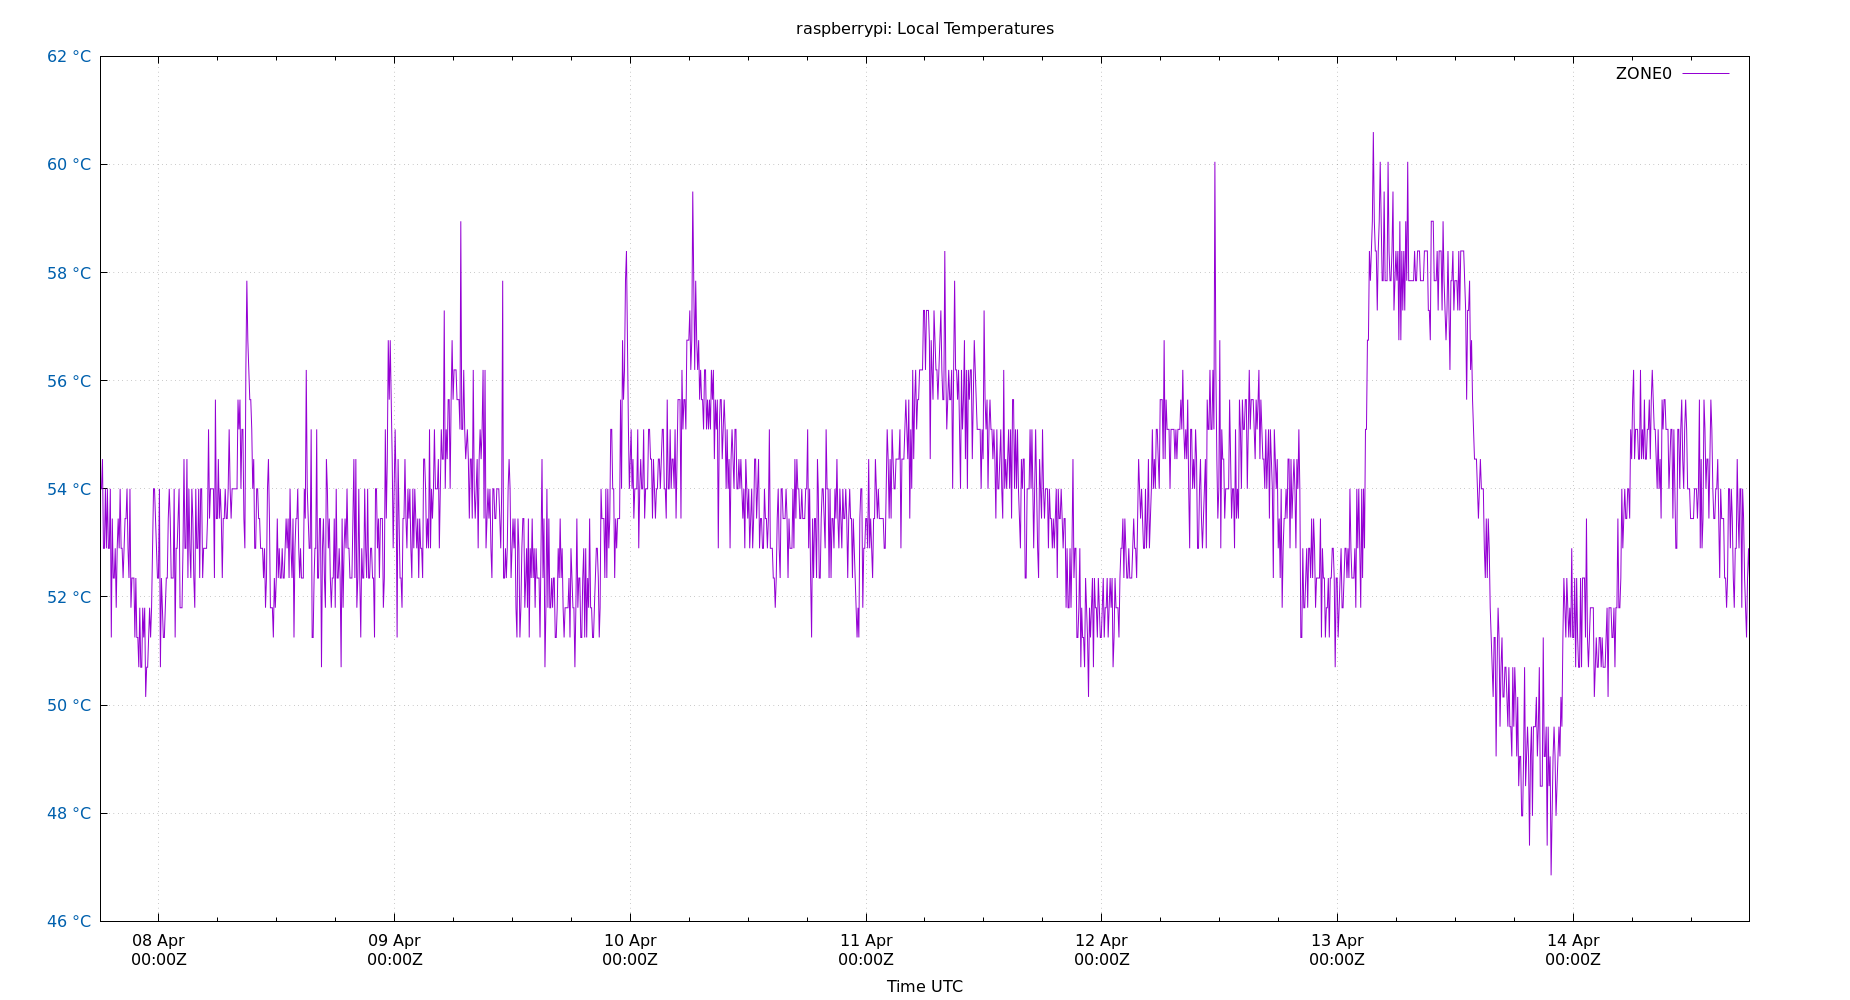 raspberrypi: Local Temperatures
62 °C
ZONE0
60 °C
58 °C
56 °C
54 °C
52 °C
50 °C
48 °C
46 °C
08 Apr 09 Apr 10 Apr 11 Apr 12 Apr 13 Apr 14 Apr
00:00Z 00:00Z 00:00Z 00:00Z 00:00Z 00:00Z 00:00Z
Time UTC